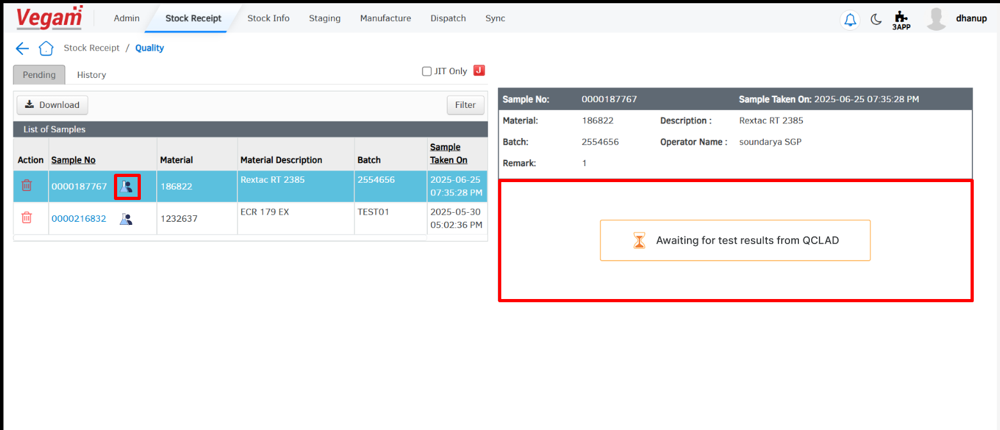 Vegam
Admin
Stock Receipt
Stock Info
Staging
Manufacture
Dispatch
Sync
3APP
dhanup
Stock Receipt / Quality
Pending
History
JIT Only J
Download
Filter
List of Samples
Action Sample No Material Material Description Batch Sample Taken On
0000187767 186822 Rextac RT 2385 2554656 2025-06-25 07:35:28 PM
0000216832 1232637 ECR 179 EX TEST01 2025-05-30 05:02:36 PM
Sample No: 0000187767 Sample Taken On: 2025-06-25 07:35:28 PM
Material: 186822 Description : Rextac RT 2385
Batch: 2554656 Operator Name : soundarya SGP
Remark: 1
Awaiting for test results from QCLAD